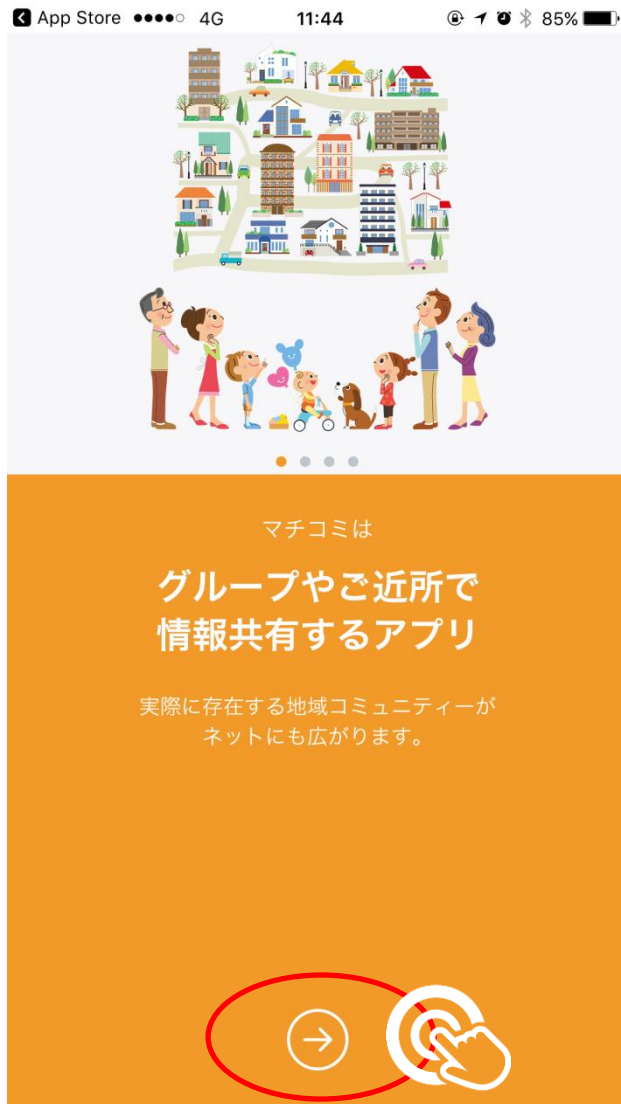 App Store 4G 11:44 85%
マチコミは
グループやご近所で
情報共有するアプリ
実際に存在する地域コミュニティーが
ネットにも広がります。